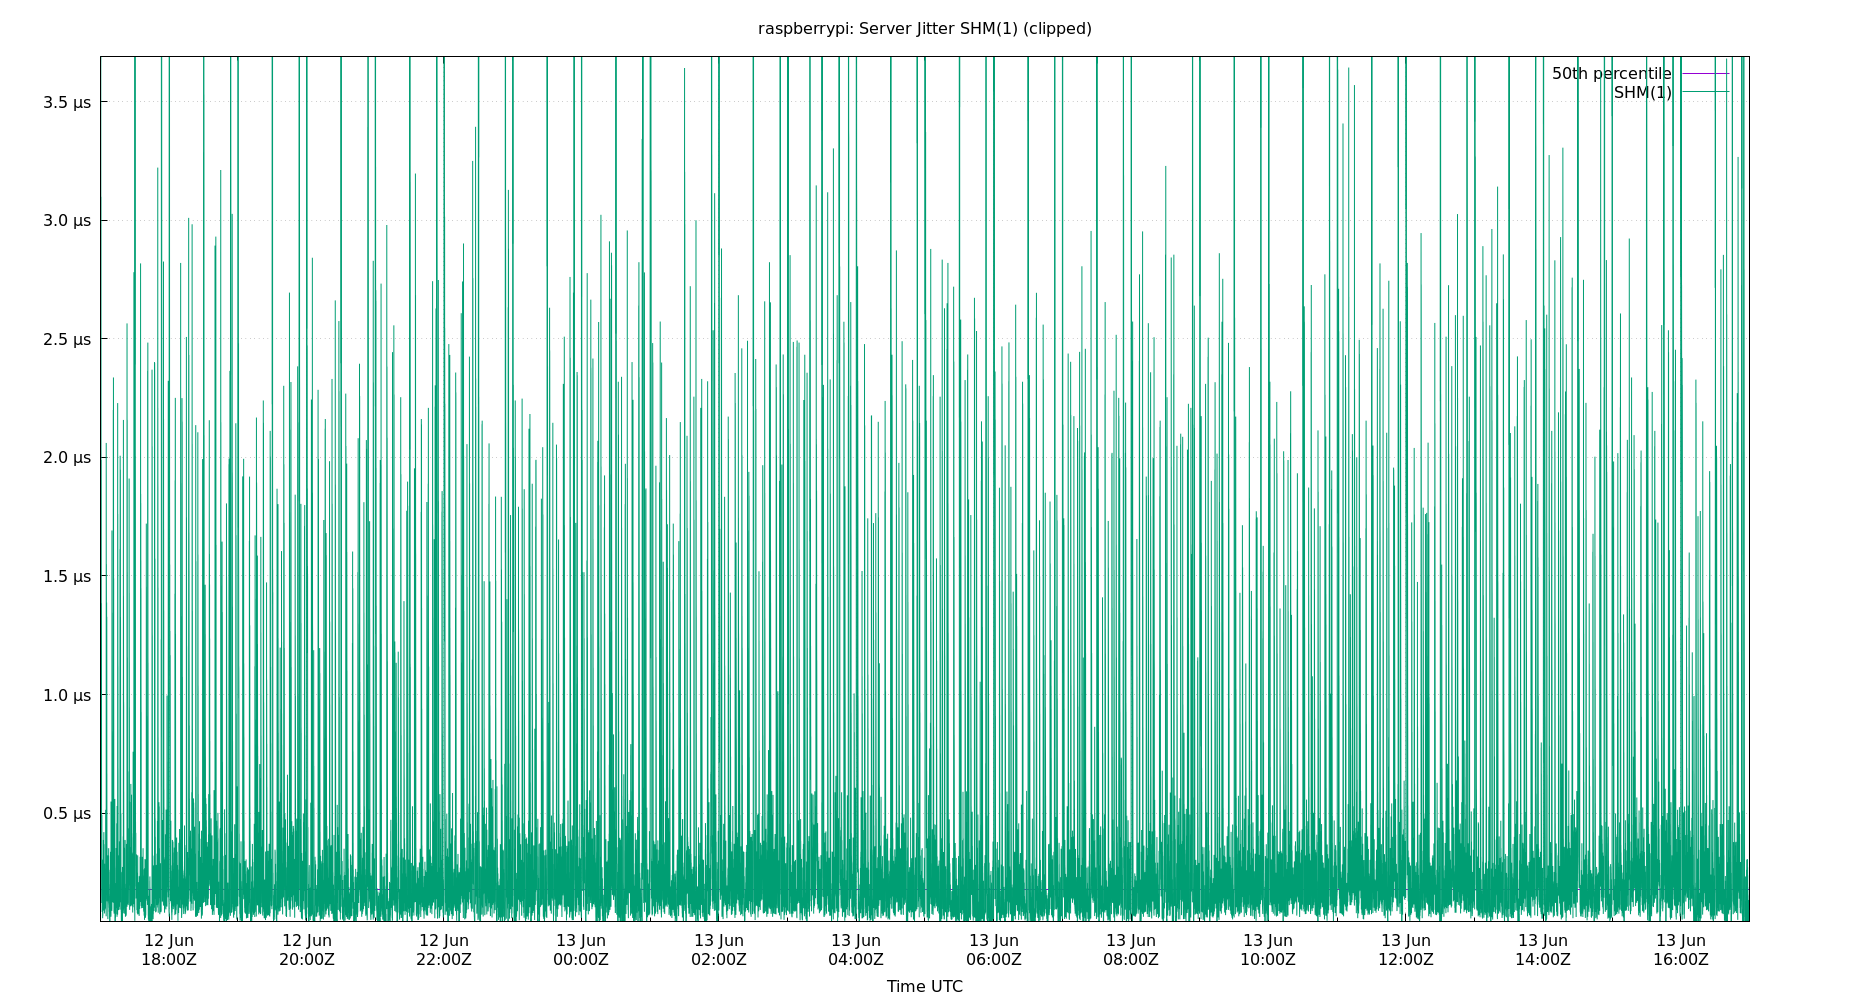 raspberrypi: Server Jitter SHM(1) (clipped)
50th percentile
SHM(1)
3.5 µs
3.0 µs
2.5 µs
2.0 µs
1.5 µs
1.0 µs
0.5 µs
12 Jun 12 Jun 12 Jun 13 Jun 13 Jun 13 Jun 13 Jun 13 Jun 13 Jun 13 Jun 13 Jun 13 Jun
18:00Z 20:00Z 22:00Z 00:00Z 02:00Z 04:00Z 06:00Z 08:00Z 10:00Z 12:00Z 14:00Z 16:00Z
Time UTC